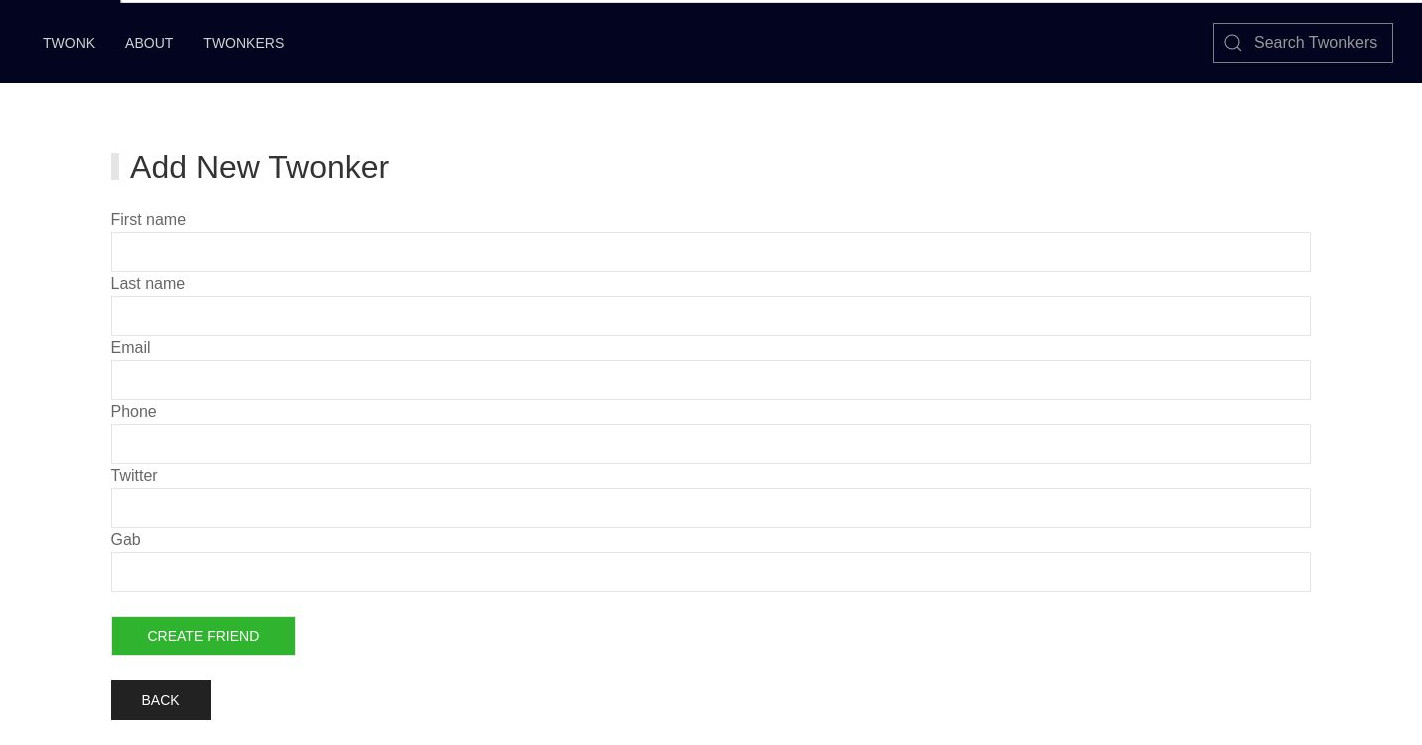 TWONK ABOUT TWONKERS Search Twonkers
Add New Twonker
First name
Last name
Email
Phone
Twitter
Gab
CREATE FRIEND
BACK